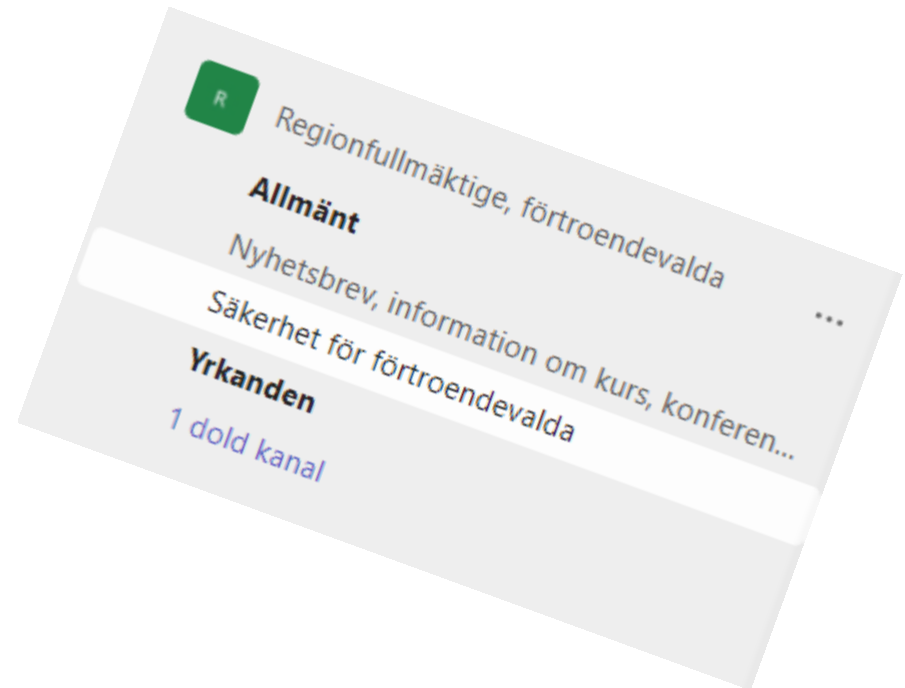 R
Regionfullmäktige, förtroendevalda
...
Allmänt
Nyhetsbrev, information om kurs, konferen...
Säkerhet för förtroendevalda
Yrkanden
1 dold kanal